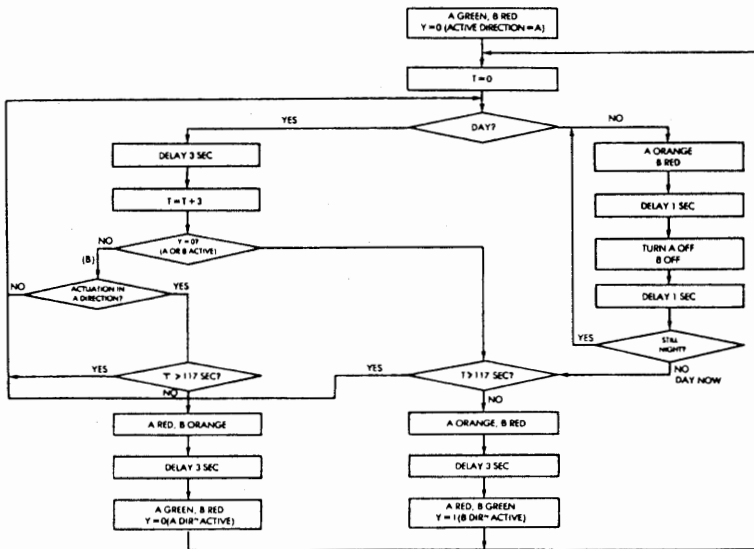 A GREEN, B RED
Y=0 (ACTIVE DIRECTION = A)
T=0
YES
DAY?
NO
DELAY 3 SEC
A ORANGE
B RED
T=T+3
DELAY 1 SEC
NO
Y=0?
(A OR B ACTIVE)
TURN A OFF
B OFF
(B)
NO
ACTUATION IN
A DIRECTION?
YES
DELAY 1 SEC
YES
STILL
NIGHT?
YES
T >117 SEC?
YES
T>117 SEC?
NO
DAY NOW
NO
NO
A RED, B ORANGE
A ORANGE, B RED
DELAY 3 SEC
DELAY 3 SEC
A GREEN, B RED
Y=0(A DIR~ ACTIVE)
A RED, B GREEN
Y=1(B DIR~ ACTIVE)